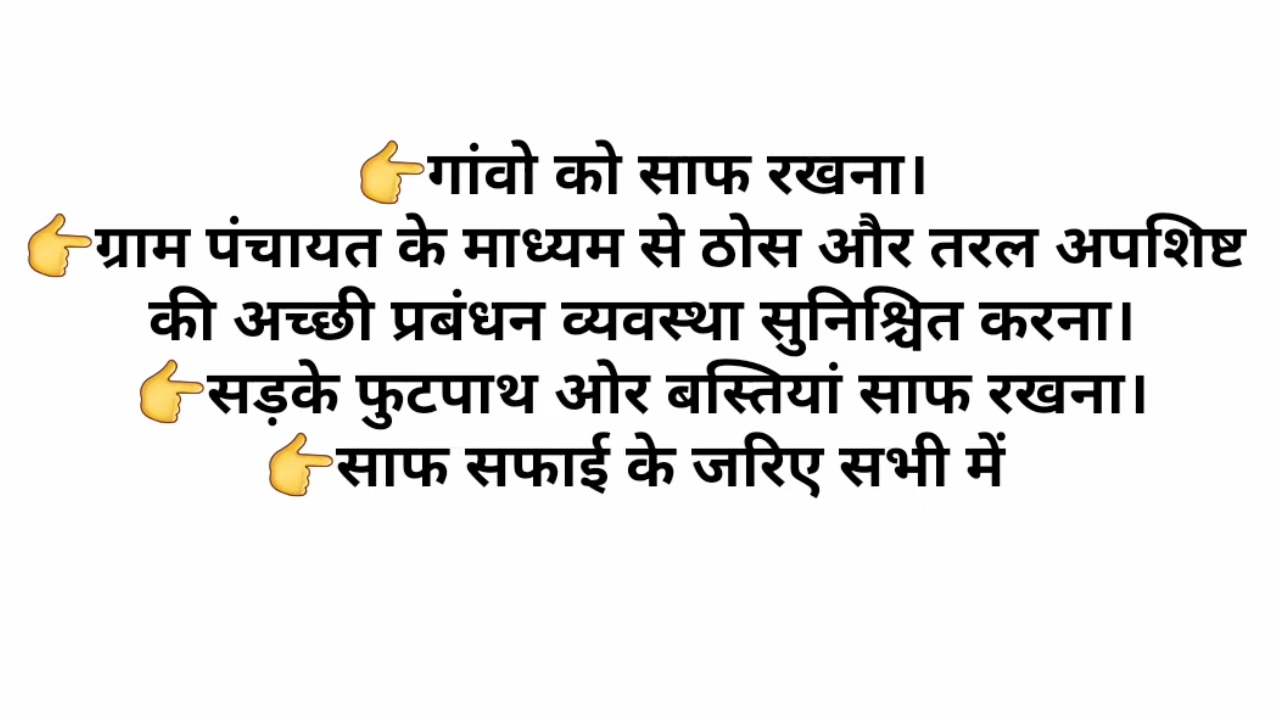 👉गांवो को साफ रखना।
👉ग्राम पंचायत के माध्यम से ठोस और तरल अपशिष्ट
की अच्छी प्रबंधन व्यवस्था सुनिश्चित करना।
👉सड़के फुटपाथ ओर बस्तियां साफ रखना।
👉साफ सफाई के जरिए सभी में